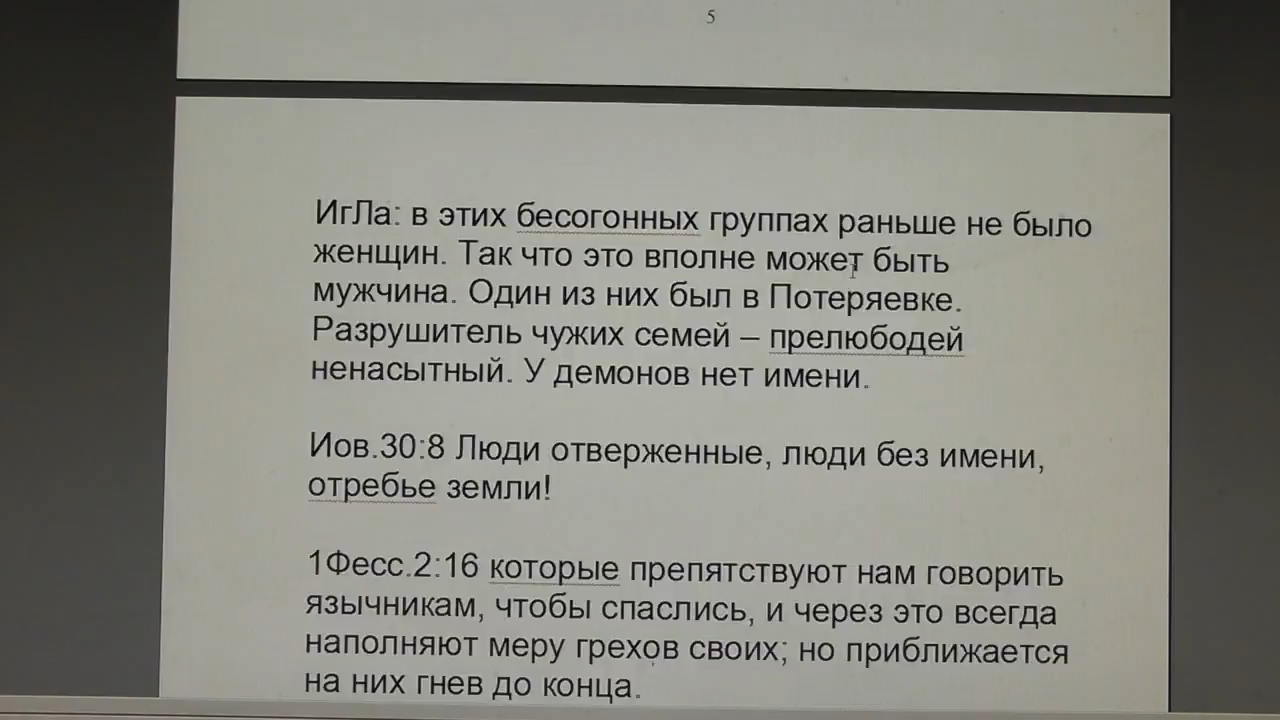 5
ИгЛа: в этих бесогонных группах раньше не было
женщин. Так что это вполне может быть
мужчина. Один из них был в Потеряевке.
Разрушитель чужих семей – прелюбодей
ненасытный. У демонов нет имени.
Иов.30:8 Люди отверженные, люди без имени,
отребье земли!
1Фесс.2:16 которые препятствуют нам говорить
язычникам, чтобы спаслись, и через это всегда
наполняют меру грехов своих; но приближается
на них гнев до конца.